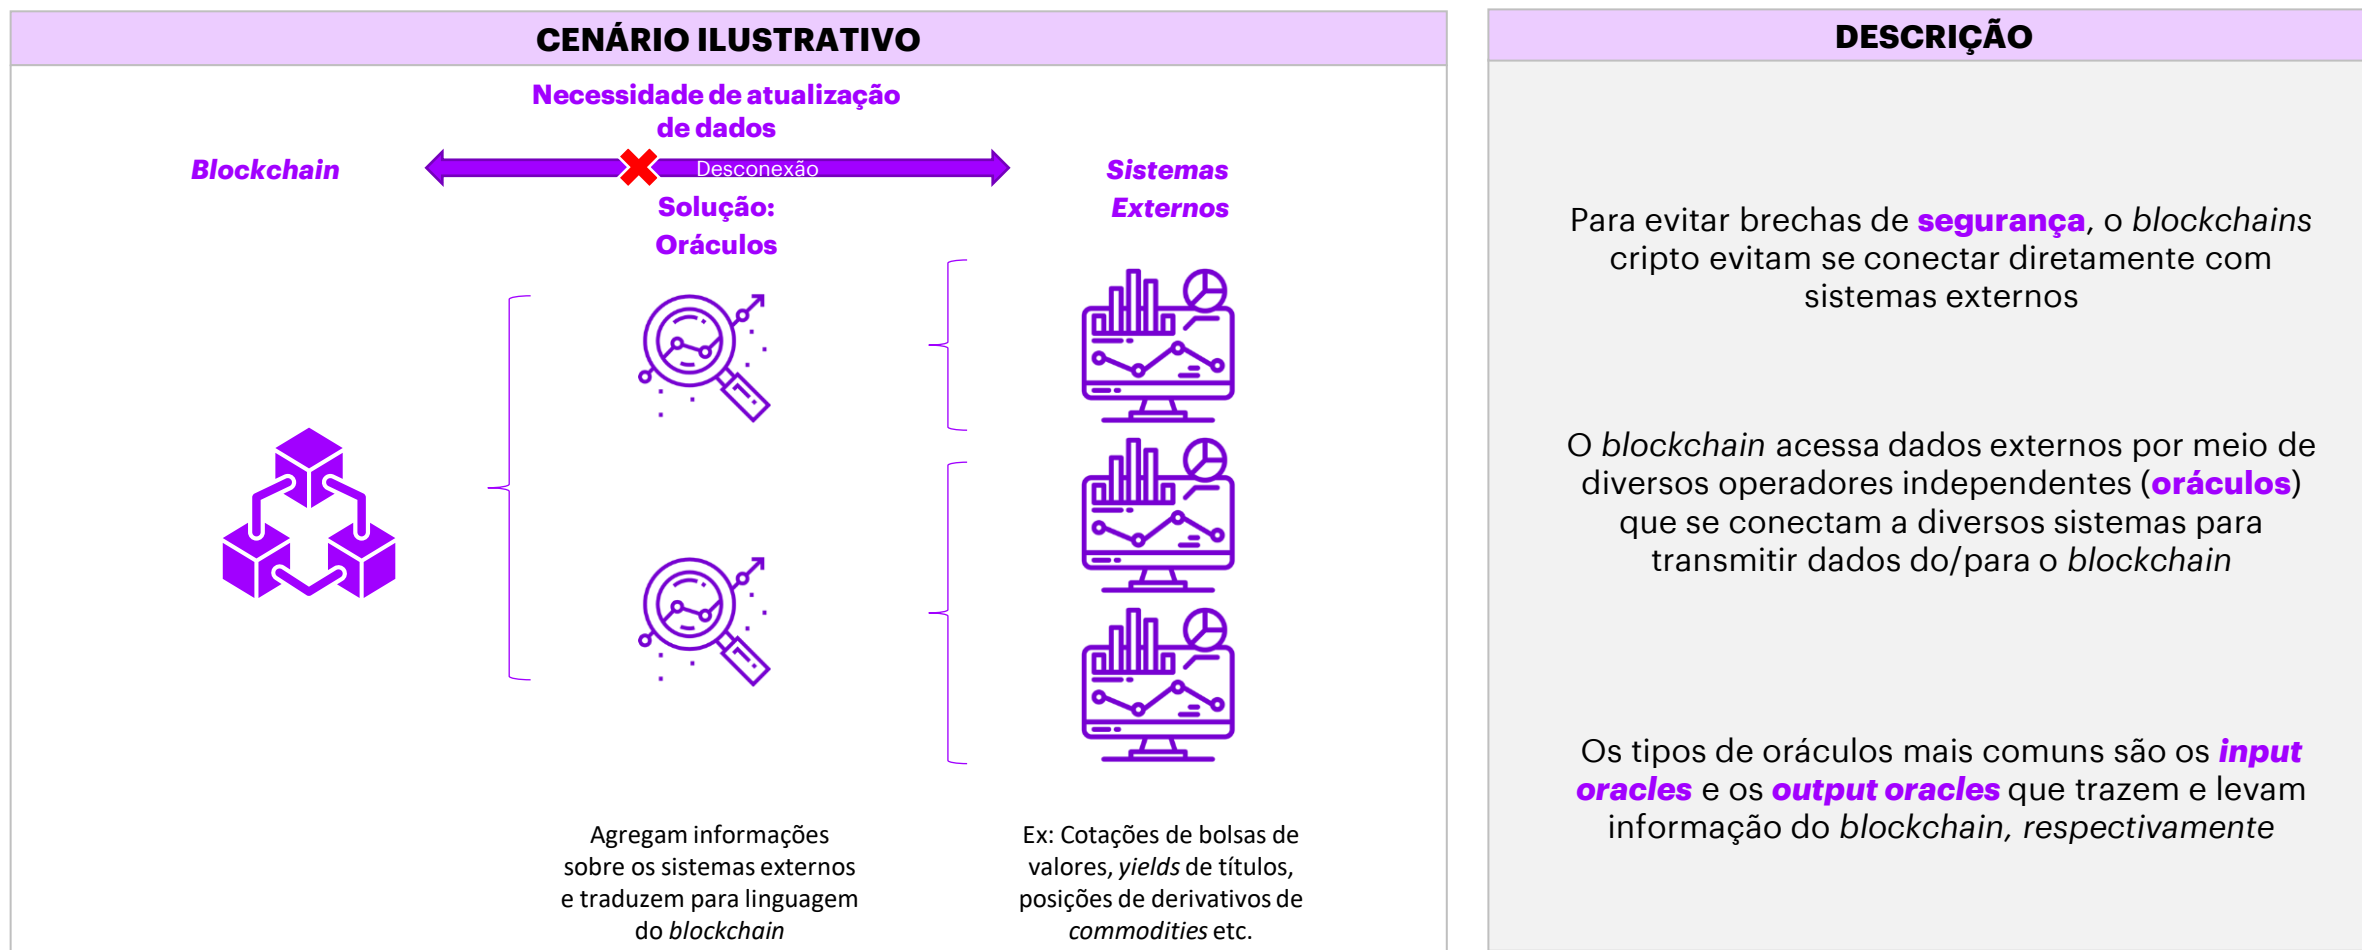 CENÁRIO ILUSTRATIVO
Necessidade de atualização
de dados
Blockchain
Desconexão
Sistemas
Externos
Solução:
Oráculos
Agregam informações
sobre os sistemas externos
e traduzem para linguagem
do blockchain
Ex: Cotações de bolsas de
valores, yields de títulos,
posições de derivativos de
commodities etc.
DESCRIÇÃO
Para evitar brechas de segurança, o blockchains
cripto evitam se conectar diretamente com
sistemas externos
O blockchain acessa dados externos por meio de
diversos operadores independentes (oráculos)
que se conectam a diversos sistemas para
transmitir dados do/para o blockchain
Os tipos de oráculos mais comuns são os input
oracles e os output oracles que trazem e levam
informação do blockchain, respectivamente